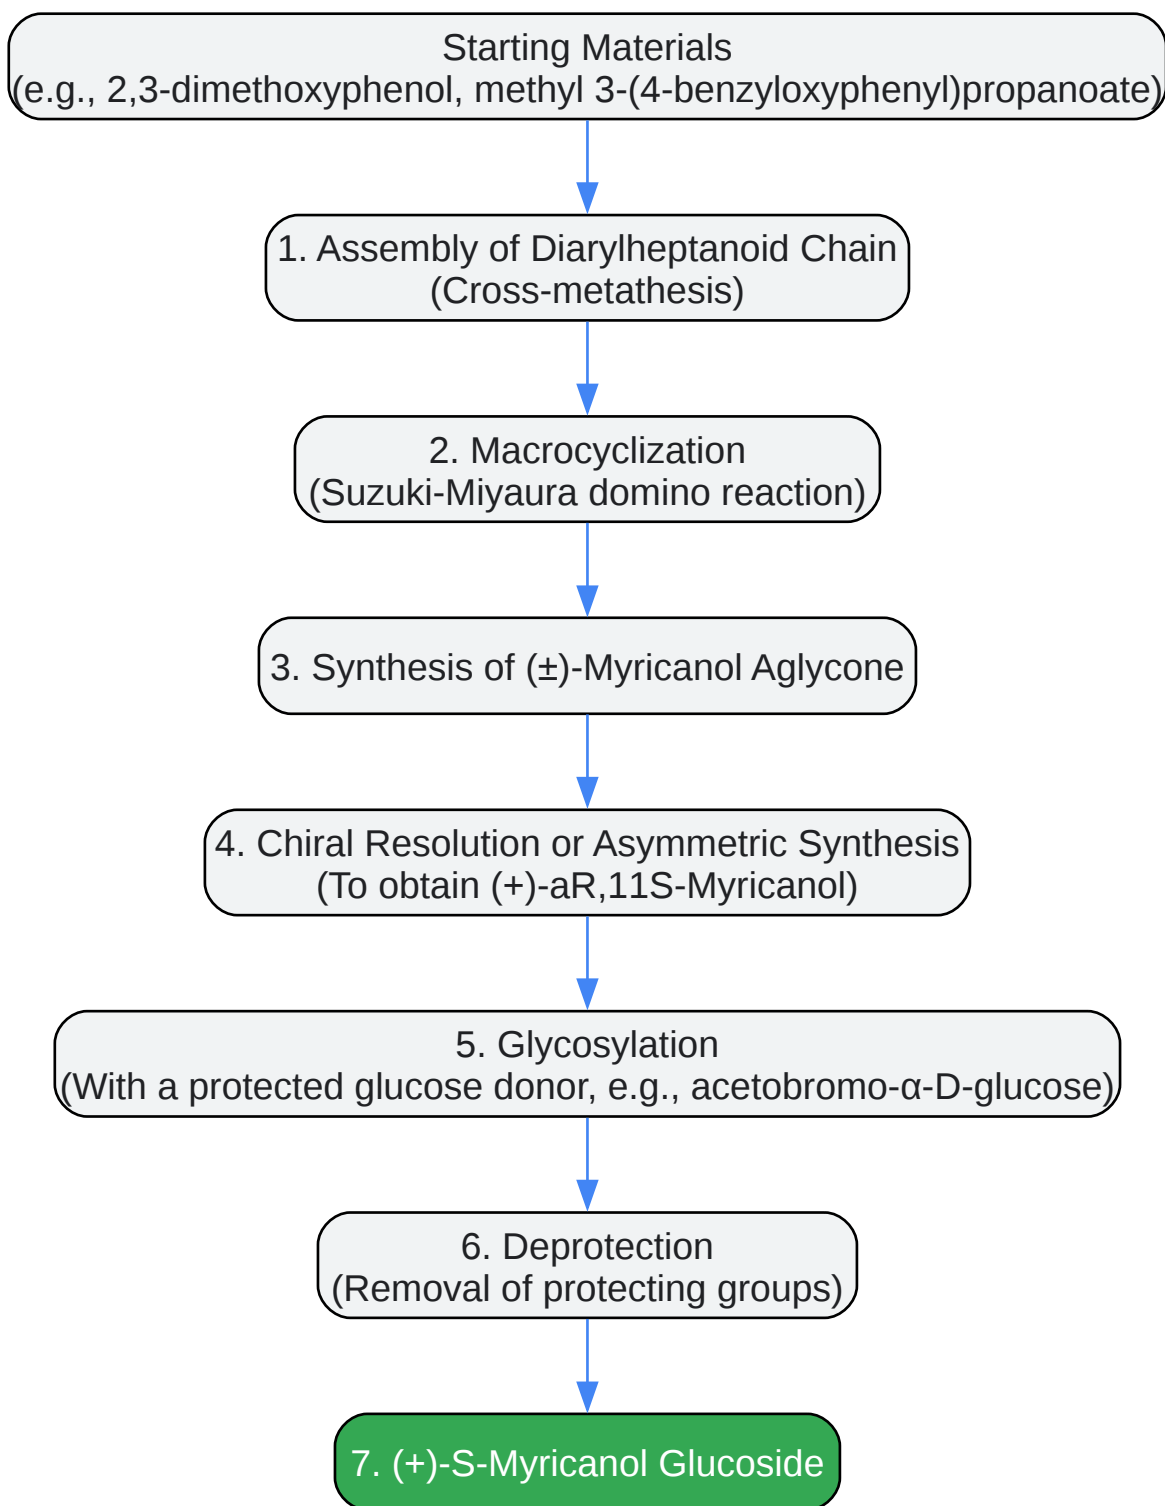 Starting Materials
(e.g., 2,3-dimethoxyphenol, methyl 3-(4-benzyloxyphenyl)propanoate)
1. Assembly of Diarylheptanoid Chain
(Cross-metathesis)
2. Macrocyclization
(Suzuki-Miyaura domino reaction)
3. Synthesis of (±)-Myricanol Aglycone
4. Chiral Resolution or Asymmetric Synthesis
(To obtain (+)-aR,11S-Myricanol)
5. Glycosylation
(With a protected glucose donor, e.g., acetobromo-α-D-glucose)
6. Deprotection
(Removal of protecting groups)
7. (+)-S-Myricanol Glucoside